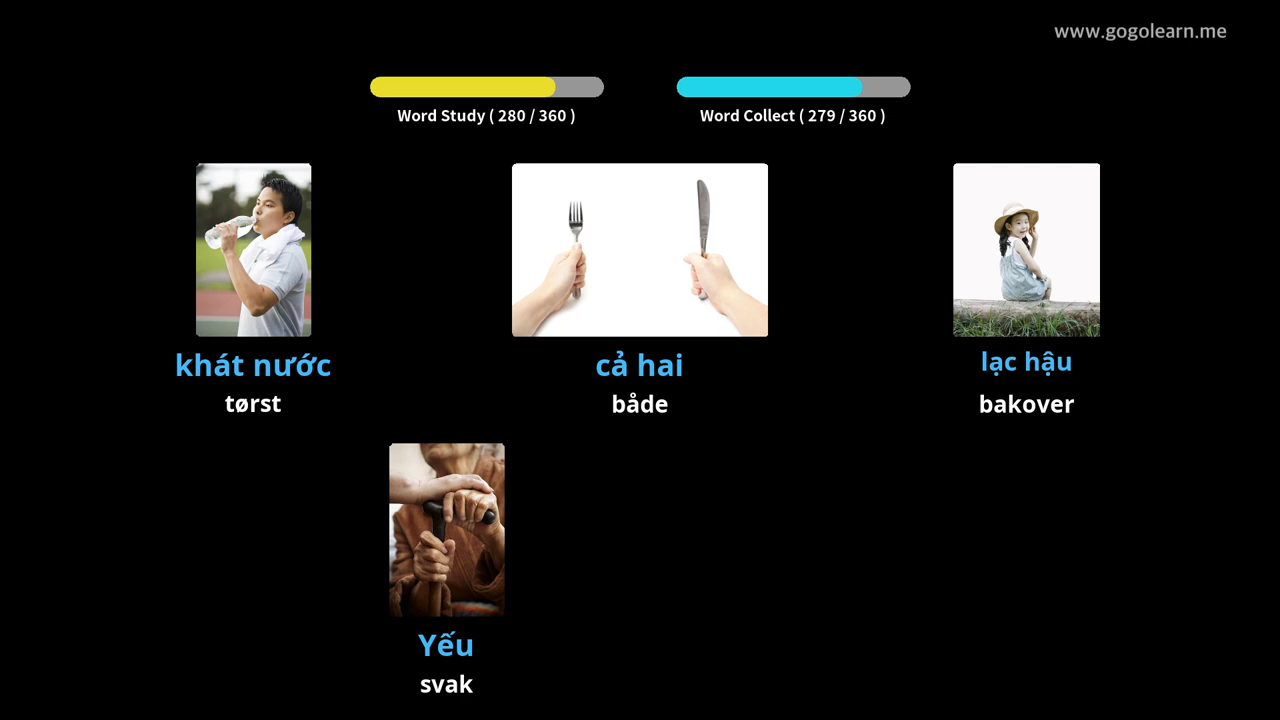 www.gogolearn.me
Word Study ( 280 / 360 )
Word Collect ( 279 / 360 )
khát nước
tørst
cả hai
både
lạc hậu
bakover
Yếu
svak